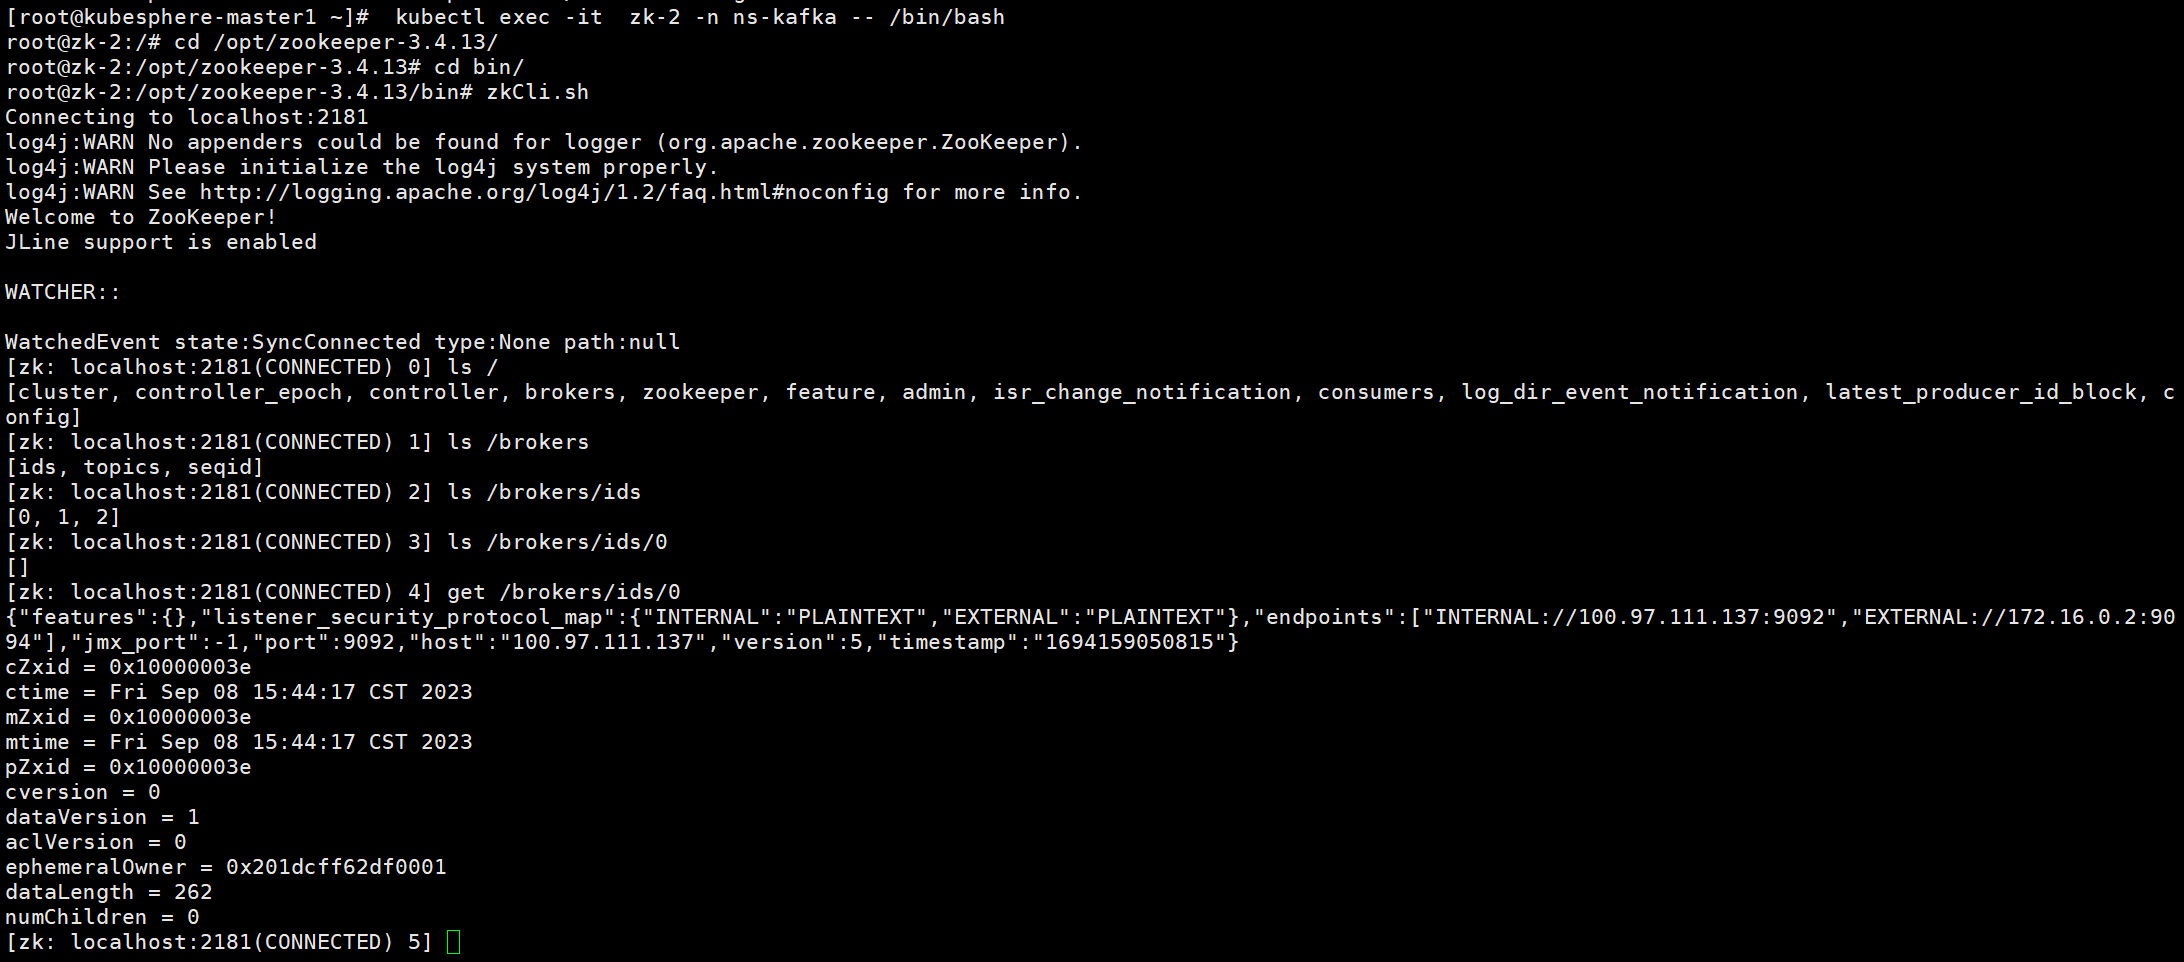 [root@kubesphere-master1 ~]#  kubectl exec -it  zk-2 -n ns-kafka -- /bin/bash
root@zk-2:/# cd /opt/zookeeper-3.4.13/
root@zk-2:/opt/zookeeper-3.4.13# cd bin/
root@zk-2:/opt/zookeeper-3.4.13/bin# zkCli.sh
Connecting to localhost:2181
log4j:WARN No appenders could be found for logger (org.apache.zookeeper.ZooKeeper).
log4j:WARN Please initialize the log4j system properly.
log4j:WARN See http://logging.apache.org/log4j/1.2/faq.html#noconfig for more info.
Welcome to ZooKeeper!
JLine support is enabled

WATCHER::

WatchedEvent state:SyncConnected type:None path:null
[zk: localhost:2181(CONNECTED) 0] ls /
[cluster, controller_epoch, controller, brokers, zookeeper, feature, admin, isr_change_notification, consumers, log_dir_event_notification, latest_producer_id_block, c
onfig]
[zk: localhost:2181(CONNECTED) 1] ls /brokers
[ids, topics, seqid]
[zk: localhost:2181(CONNECTED) 2] ls /brokers/ids
[0, 1, 2]
[zk: localhost:2181(CONNECTED) 3] ls /brokers/ids/0
[]
[zk: localhost:2181(CONNECTED) 4] get /brokers/ids/0
{"features":{},"listener_security_protocol_map":{"INTERNAL":"PLAINTEXT","EXTERNAL":"PLAINTEXT"},"endpoints":["INTERNAL://100.97.111.137:9092","EXTERNAL://172.16.0.2:90
94"],"jmx_port":-1,"port":9092,"host":"100.97.111.137","version":5,"timestamp":"1694159050815"}
cZxid = 0x10000003e
ctime = Fri Sep 08 15:44:17 CST 2023
mZxid = 0x10000003e
mtime = Fri Sep 08 15:44:17 CST 2023
pZxid = 0x10000003e
cversion = 0
dataVersion = 1
aclVersion = 0
ephemeralOwner = 0x201dcff62df0001
dataLength = 262
numChildren = 0
[zk: localhost:2181(CONNECTED) 5]